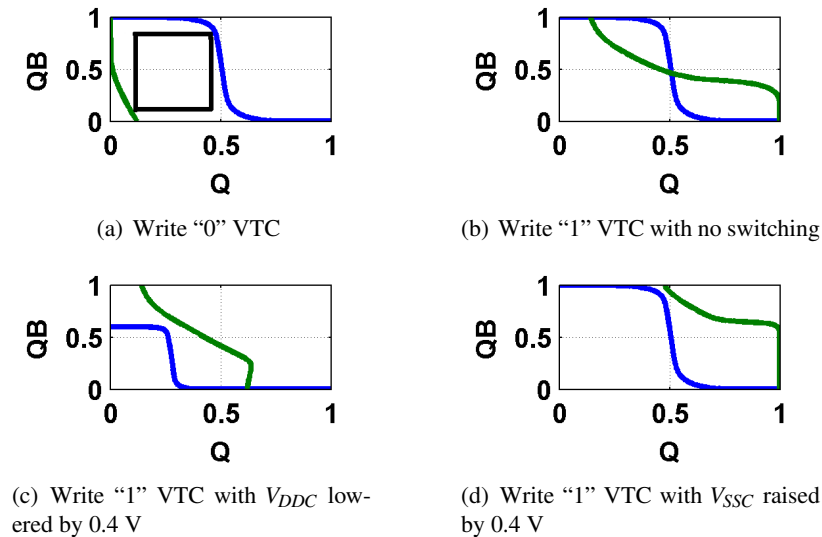 1
QB
0.5
0
0
0.5
1
Q
(a) Write “0” VTC
1
QB
0.5
0
0
0.5
1
Q
(b) Write “1” VTC with no switching
1
QB
0.5
0
0
0.5
1
Q
(c) Write “1” VTC with V_DDC low-
ered by 0.4 V
1
QB
0.5
0
0
0.5
1
Q
(d) Write “1” VTC with V_SSC raised
by 0.4 V